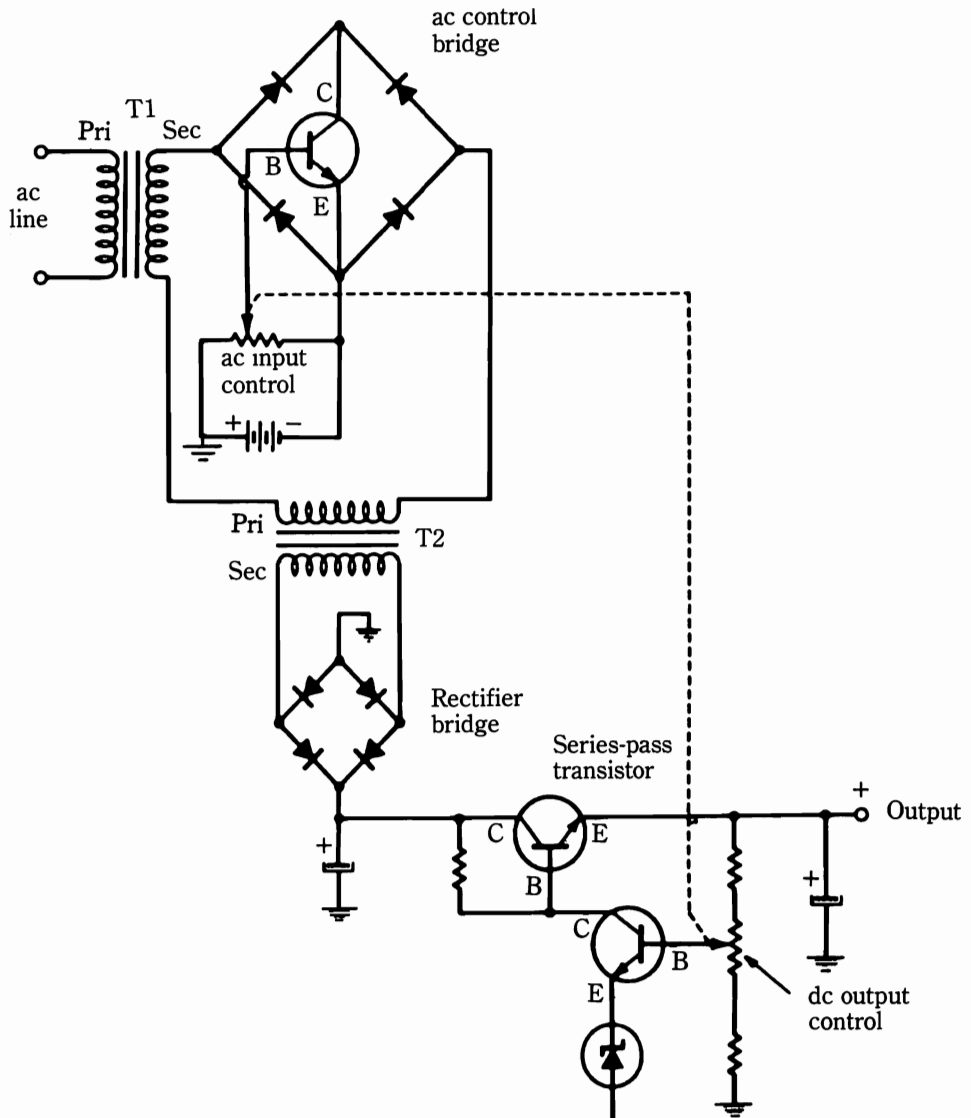 ac control
bridge
C
T1
Pri
Sec
B
ac
line
E
ac input
control
+
−
Pri
T2
Sec
Rectifier
bridge
Series-pass
transistor
+
Output
C
E
+
B
+
C
B
E
dc output
control